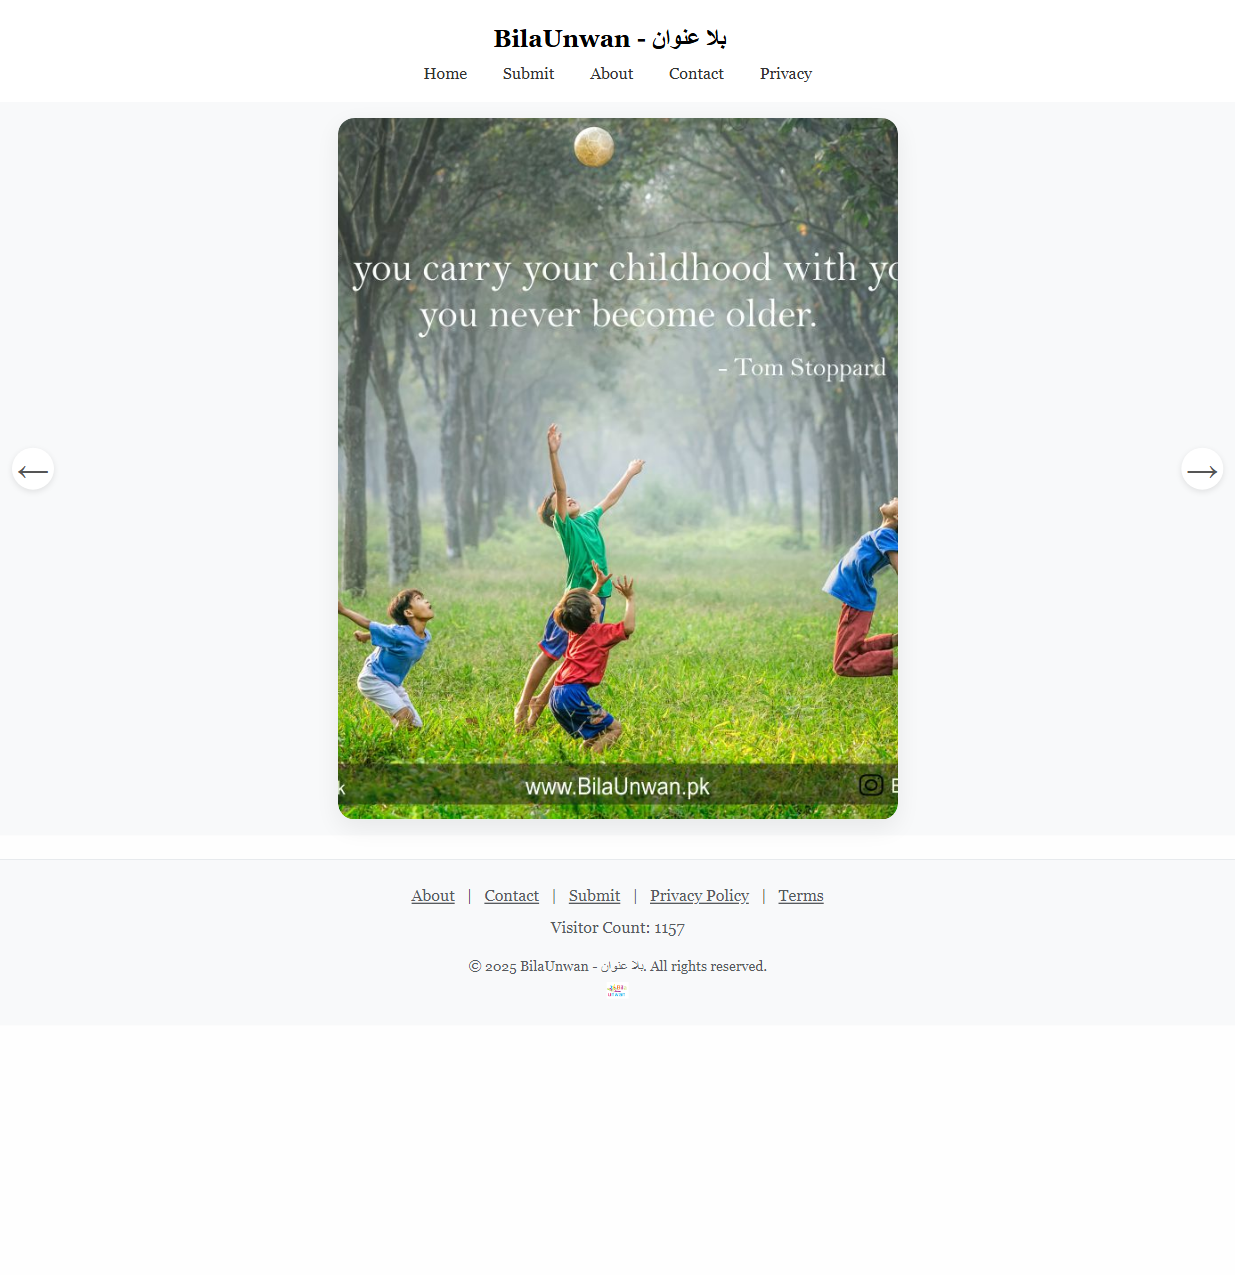 BilaUnwan - بلا عنوان
Home Submit About Contact Privacy
you carry your childhood with yo
you never become older.
- Tom Stoppard
←
→
k www.BilaUnwan.pk B
About | Contact | Submit | Privacy Policy | Terms
Visitor Count: 1157
© 2025 BilaUnwan - بلا عنوان. All rights reserved.